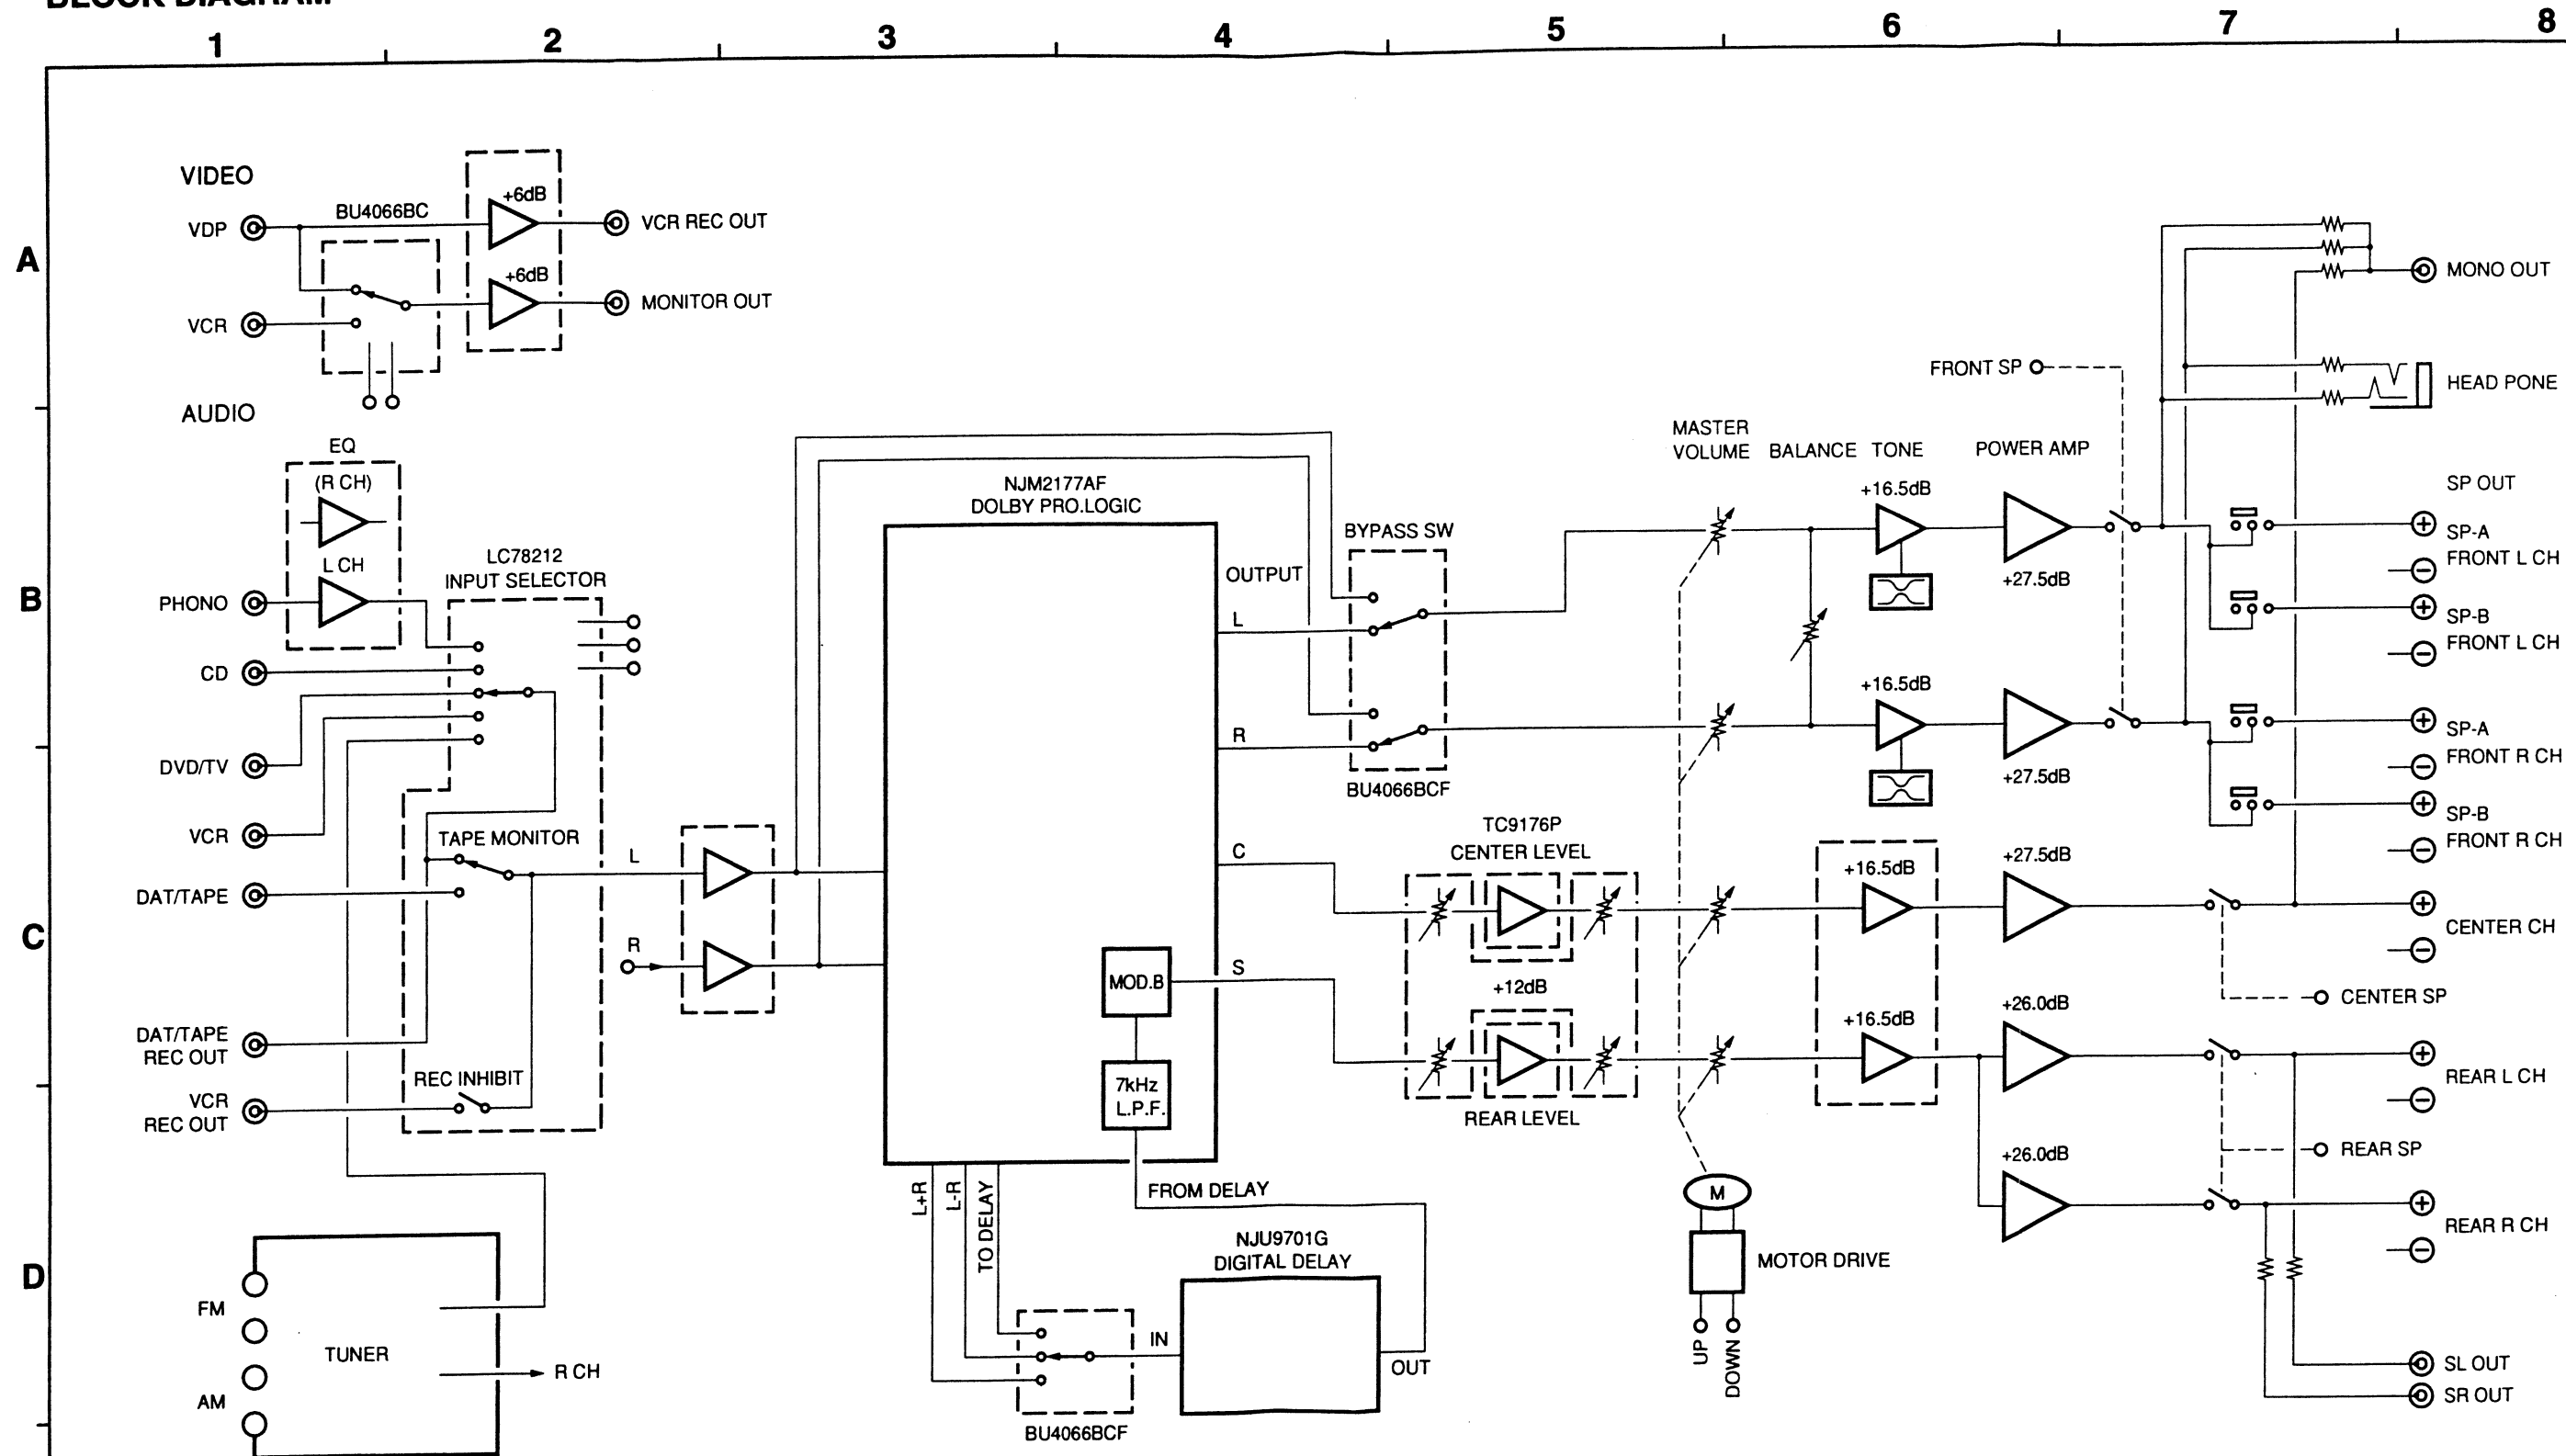 BLOCK DIAGRAM
1 2 3 4 5 6 7 8
A
B
C
D
VIDEO
VDP
BU4066BC
+6dB
VCR REC OUT
+6dB
MONITOR OUT
VCR
AUDIO
EQ
(R CH)
L CH
PHONO
CD
DVD/TV
VCR
DAT/TAPE
DAT/TAPE
REC OUT
VCR
REC OUT
LC78212
INPUT SELECTOR
TAPE MONITOR
REC INHIBIT
L
R
FM
AM
TUNER
R CH
NJM2177AF
DOLBY PRO.LOGIC
MOD.B
7kHz
L.P.F.
L+R
L-R
TO DELAY
FROM DELAY
NJU9701G
DIGITAL DELAY
IN
OUT
BU4066BCF
OUTPUT
L
R
C
S
BYPASS SW
BU4066BCF
TC9176P
CENTER LEVEL
+12dB
REAR LEVEL
MASTER
VOLUME
BALANCE
TONE
POWER AMP
+16.5dB
+27.5dB
+16.5dB
+27.5dB
+16.5dB
+27.5dB
+16.5dB
+26.0dB
+26.0dB
M
MOTOR DRIVE
UP
DOWN
FRONT SP
MONO OUT
HEAD PONE
SP OUT
SP-A
FRONT L CH
SP-B
FRONT L CH
SP-A
FRONT R CH
SP-B
FRONT R CH
CENTER CH
CENTER SP
REAR L CH
REAR SP
REAR R CH
SL OUT
SR OUT